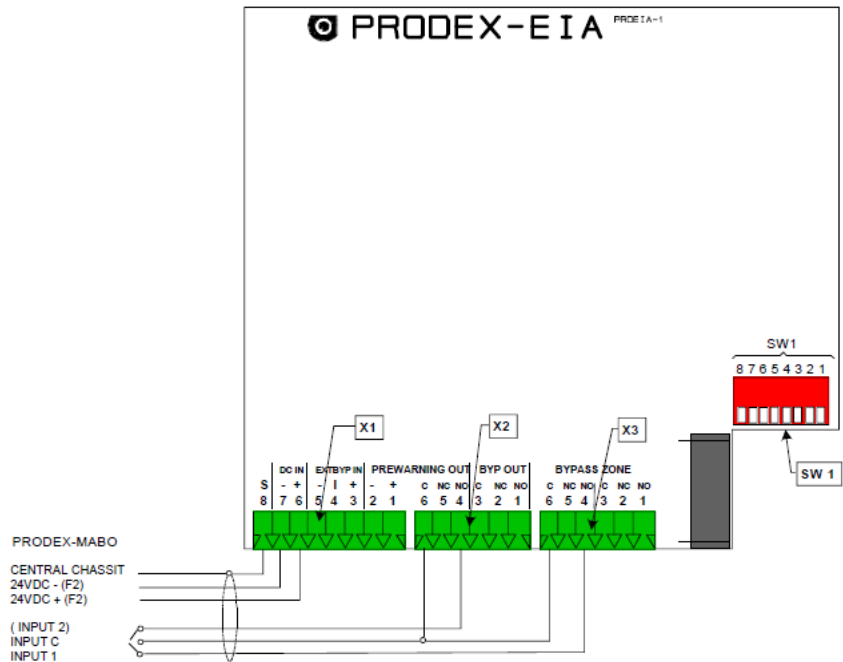 PRODEX-EIA PROEIA-1
SW1
8 7 6 5 4 3 2 1
X1
X2
X3
SW 1
DC IN EXTBYP IN PREWARNING OUT BYP OUT BYPASS ZONE
S - + - I + - + C NC NO C NC NO C NC NO C NC NO
8 7 6 5 4 3 2 1 6 5 4 3 2 1 6 5 4 3 2 1
PRODEX-MABO
CENTRAL CHASSIT
24VDC - (F2)
24VDC + (F2)
( INPUT 2)
INPUT C
INPUT 1